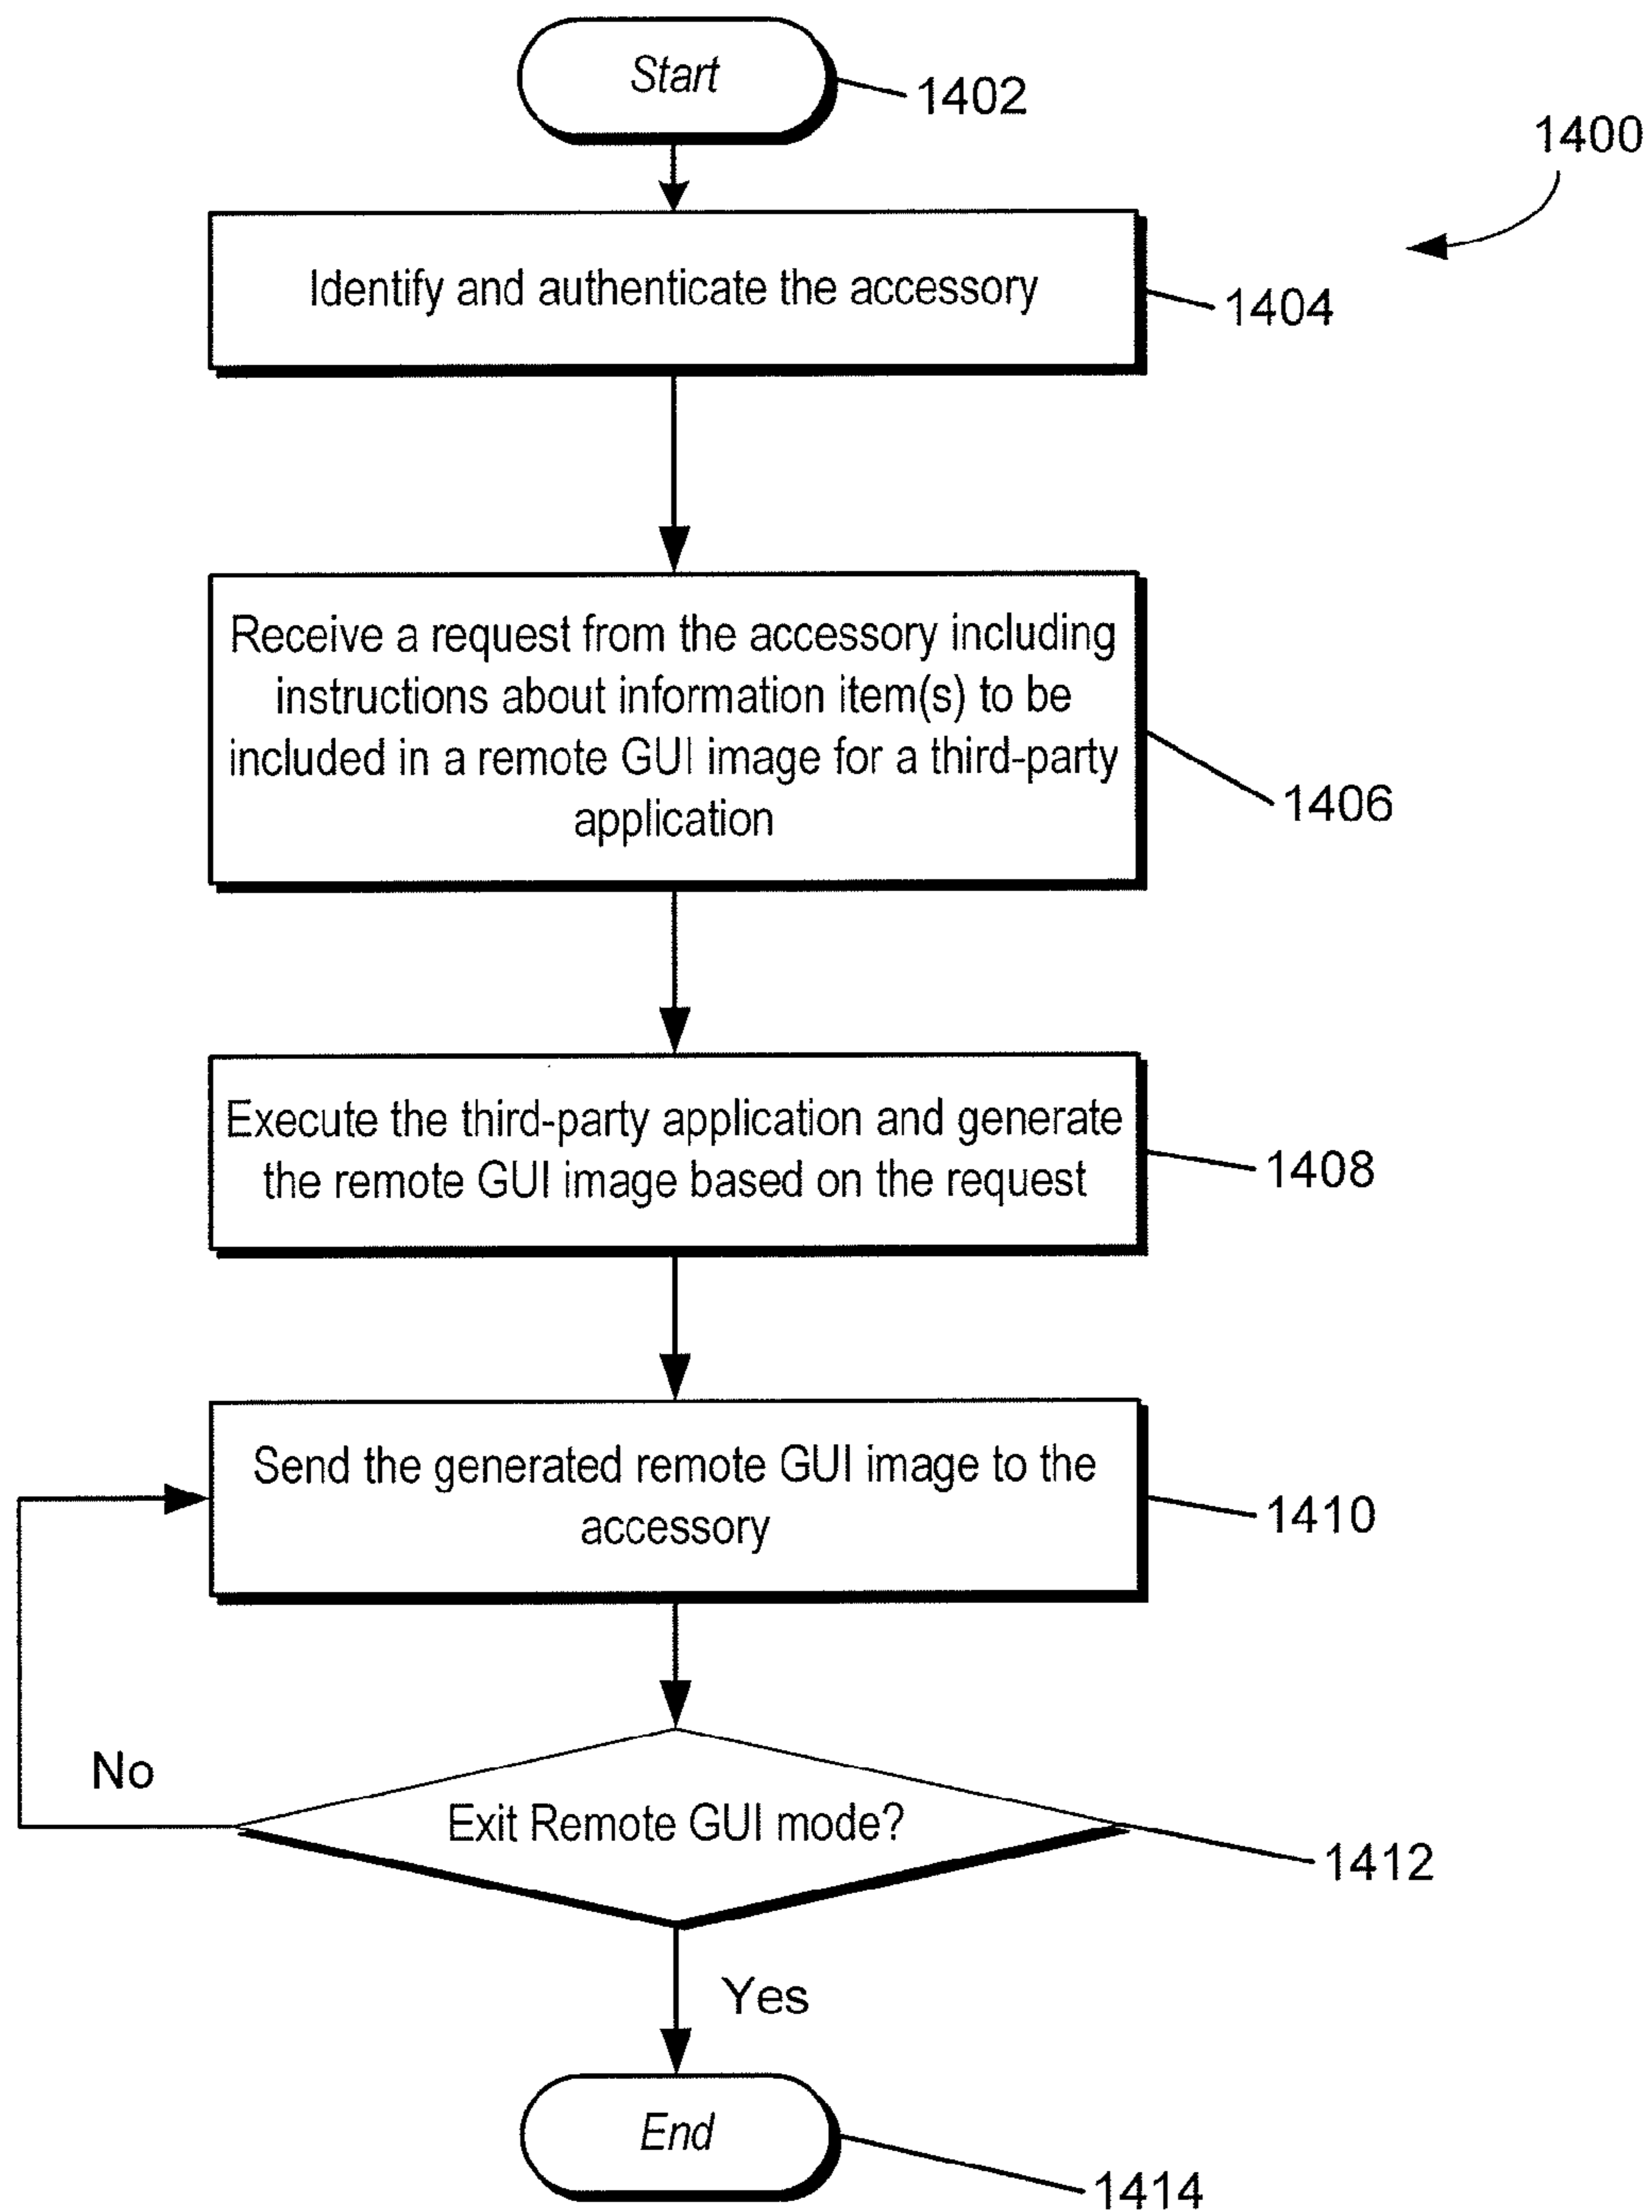 Start
1402
1400
Identify and authenticate the accessory
1404
Receive a request from the accessory including
instructions about information item(s) to be
included in a remote GUI image for a third-party
application
1406
Execute the third-party application and generate
the remote GUI image based on the request
1408
Send the generated remote GUI image to the
accessory
1410
No
Exit Remote GUI mode?
1412
Yes
End
1414